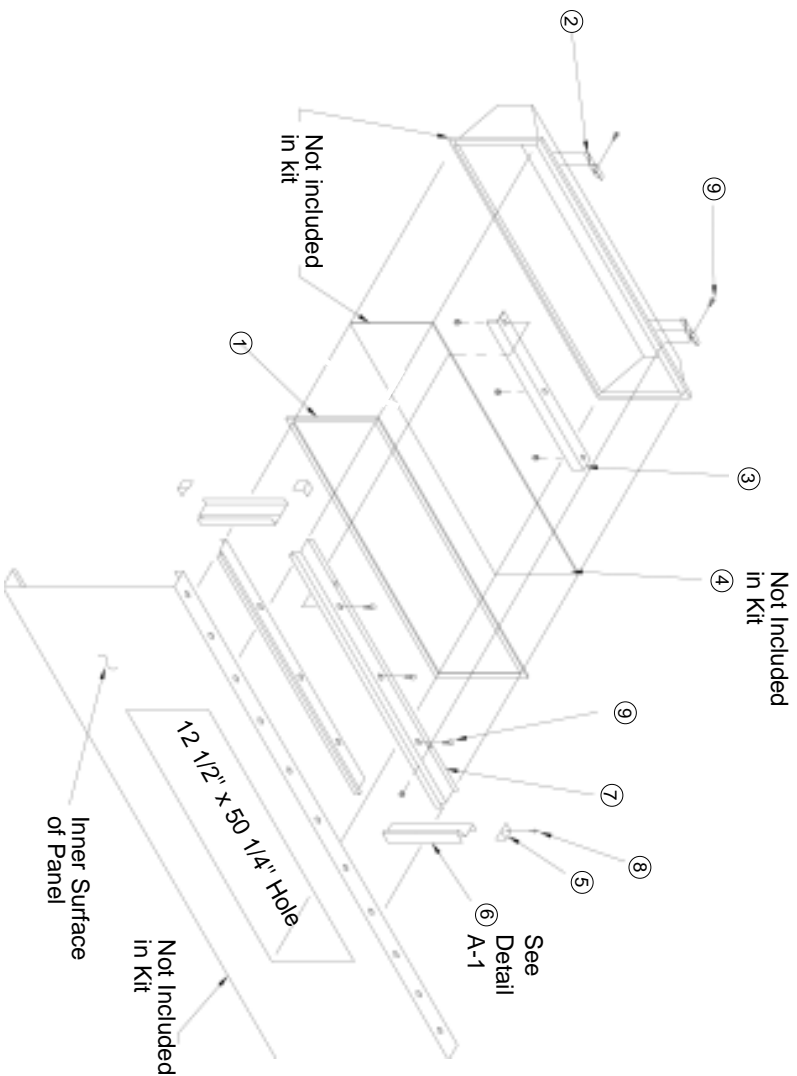 ②
⑨
Not included
in kit
①
③
Not Included
in Kit
④
⑨
⑦
⑧
⑤
See
Detail
A-1
⑥
12 1/2" x 50 1/4" Hole
Inner Surface
of Panel
Not Included
in Kit